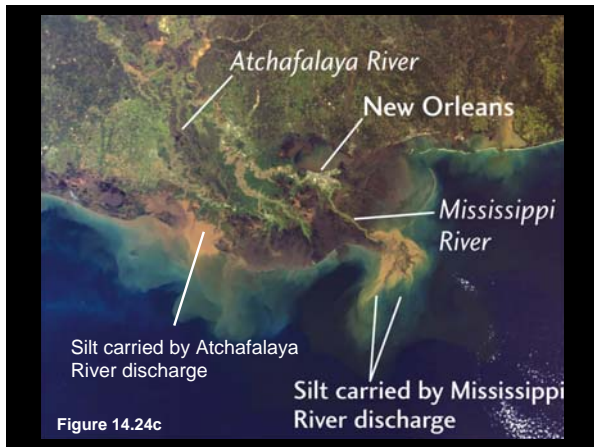 Atchafalaya River
New Orleans
Mississippi
River
Silt carried by Atchafalaya
River discharge
Silt carried by Mississippi
River discharge
Figure 14.24c